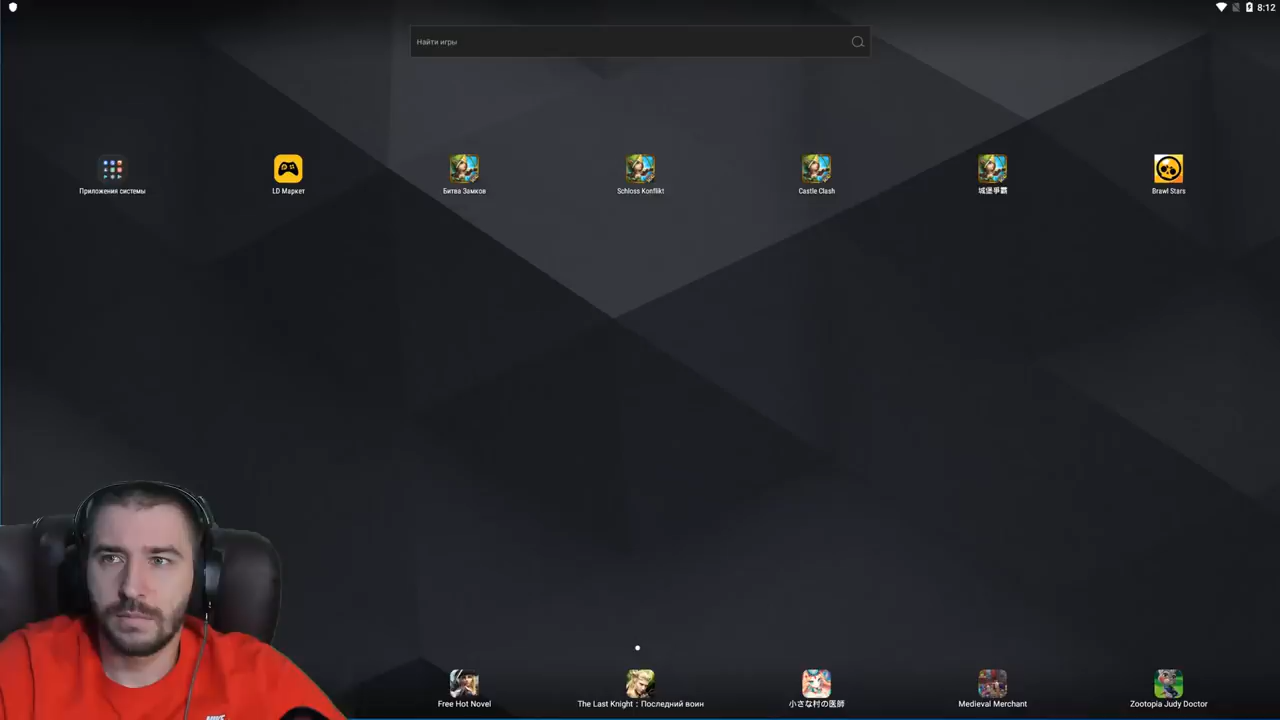 8:12
Найти игры
Приложения системы
LD Маркет
Битва Замков
Schloss Konflikt
Castle Clash
城堡爭霸
Brawl Stars
Free Hot Novel
The Last Knight：Последний воин
小さな村の医師
Medieval Merchant
Zootopia Judy Doctor